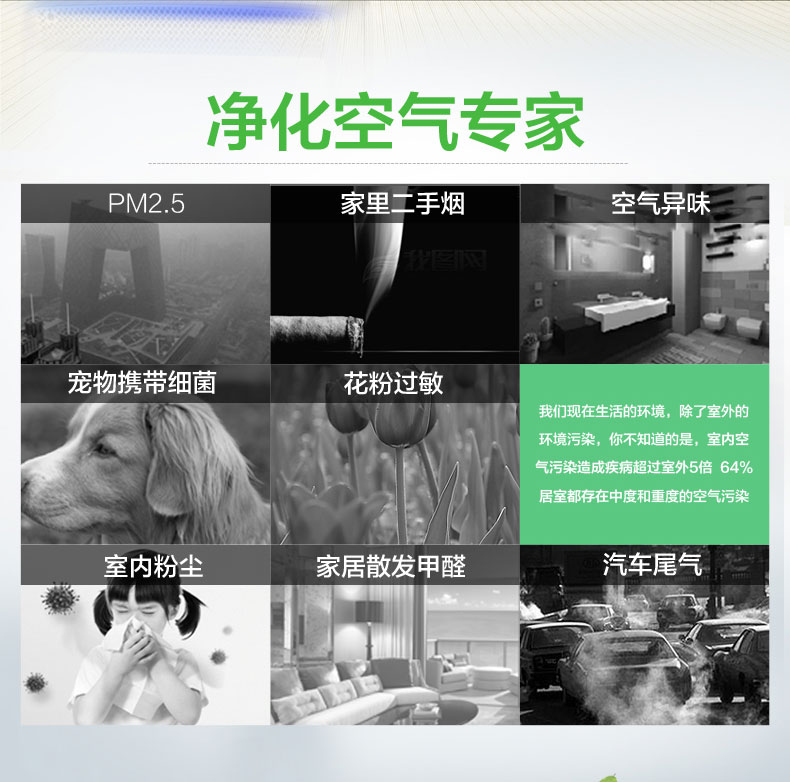 净化空气专家
PM2.5
家里二手烟
空气异味
我图网
宠物携带细菌
花粉过敏
我们现在生活的环境，除了室外的
环境污染，你不知道的是，室内空
气污染造成疾病超过室外5倍 64%
居室都存在中度和重度的空气污染
室内粉尘
家居散发甲醛
汽车尾气